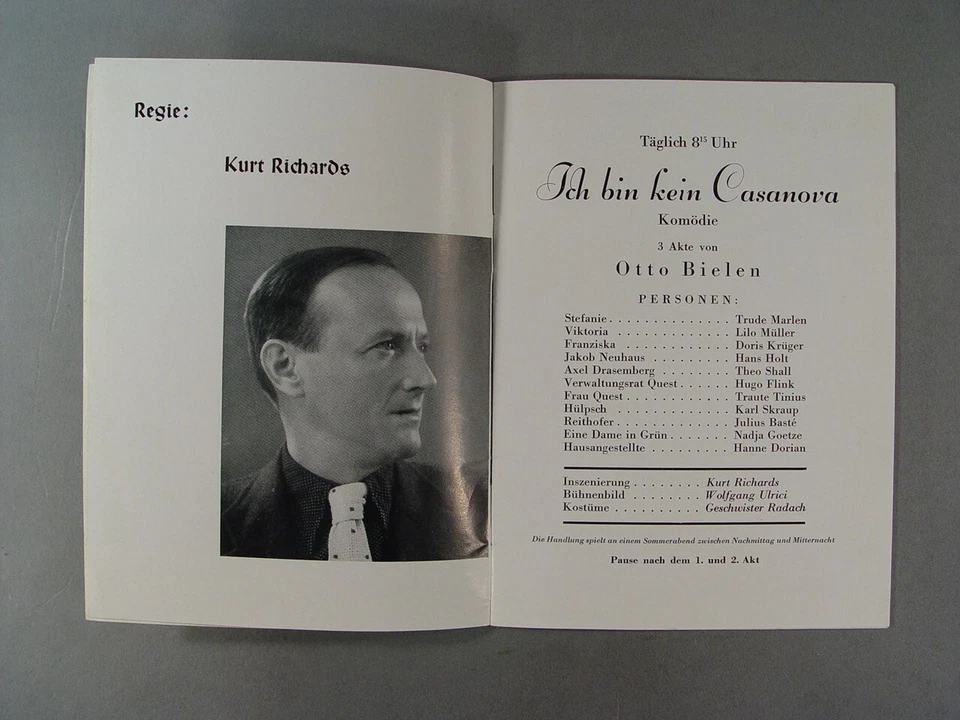 Regie:
Kurt Richards
Täglich 8¹⁵ Uhr
Ich bin kein Casanova
Komödie
3 Akte von
Otto Bielen
PERSONEN:
Stefanie . . . . . . . . . . . . . . Trude Marlen
Viktoria . . . . . . . . . . . . . Lilo Müller
Franziska . . . . . . . . . . . . Doris Krüger
Jakob Neuhaus . . . . . . . . . Hans Holt
Axel Drasemberg . . . . . . . . Theo Shall
Verwaltungsrat Quest . . . . . . Hugo Flink
Frau Quest . . . . . . . . . . . . Traute Tinius
Hülpsch . . . . . . . . . . . . . Karl Skraup
Reithofer . . . . . . . . . . . . . Julius Basté
Eine Dame in Grün . . . . . . . Nadja Goetze
Hausangestellte . . . . . . . . . Hanne Dorian
Inszenierung . . . . . . . . Kurt Richards
Bühnenbild . . . . . . . . Wolfgang Ulrici
Kostüme . . . . . . . . . . Geschwister Radach
Die Handlung spielt an einem Sommerabend zwischen Nachmittag und Mitternacht
Pause nach dem 1. und 2. Akt